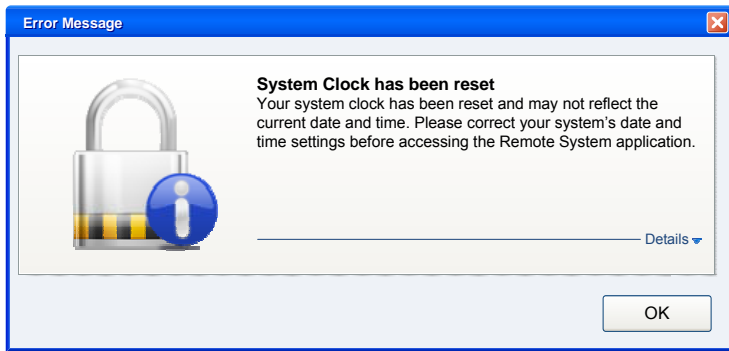 Error Message
System Clock has been reset
Your system clock has been reset and may not reflect the
current date and time. Please correct your system's date and
time settings before accessing the Remote System application.
Details
OK